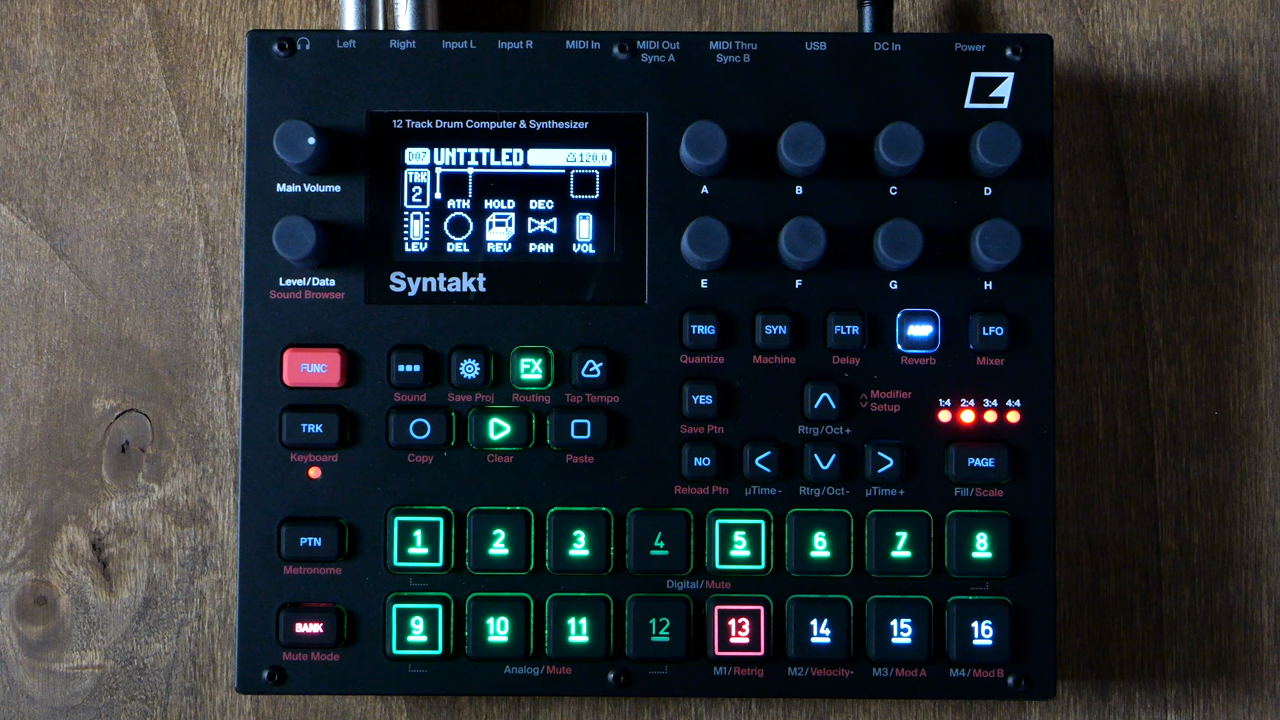 Left Right Input L Input R MIDI In MIDI Out MIDI Thru USB DC In Power
Sync A Sync B
12 Track Drum Computer & Synthesizer
UNTITLED 120.0
TRK
2
ATK HOLD DEC
LEV DEL REV PAN VOL
Syntakt
Main Volume
Level/Data
Sound Browser
A B C D
E F G H
TRIG SYN FLTR AMP LFO
Quantize Machine Delay Reverb Mixer
FUNC FX
Sound Save Proj Routing Tap Tempo
YES
Save Ptn
Rtrg/Oct+
Modifier
Setup
1:4 2:4 3:4 4:4
TRK
Keyboard
Copy Clear Paste
NO PAGE
Reload Ptn µTime- Rtrg/Oct- µTime+ Fill/Scale
PTN
Metronome
1 2 3 4 5 6 7 8
Digital/Mute
BANK
Mute Mode
9 10 11 12 13 14 15 16
Analog/Mute M1/Retrig M2/Velocity• M3/Mod A M4/Mod B